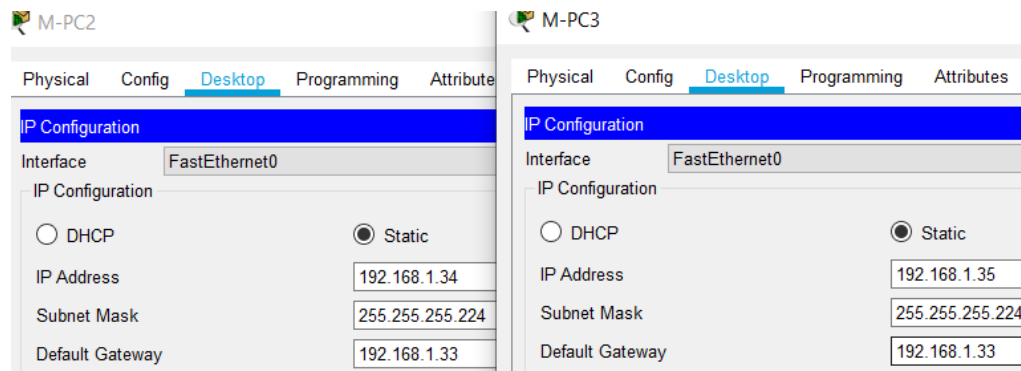 M-PC2
Physical Config Desktop Programming Attribute
IP Configuration
Interface FastEthernet0
IP Configuration
DHCP Static
IP Address 192.168.1.34
Subnet Mask 255.255.255.224
Default Gateway 192.168.1.33
M-PC3
Physical Config Desktop Programming Attributes
IP Configuration
Interface FastEthernet0
IP Configuration
DHCP Static
IP Address 192.168.1.35
Subnet Mask 255.255.255.224
Default Gateway 192.168.1.33